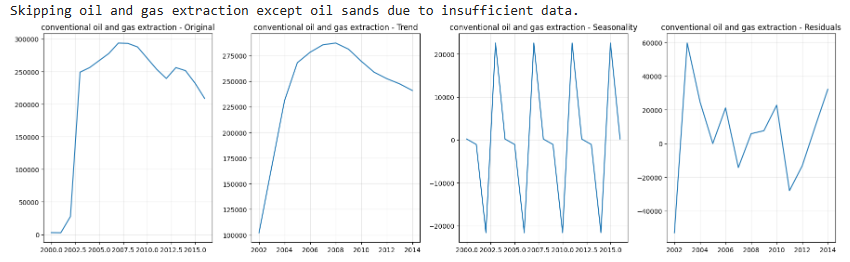 Skipping oil and gas extraction except oil sands due to insufficient data.
conventional oil and gas extraction - Original
300000
250000
200000
150000
100000
50000
0
2000.0 2002.5 2005.0 2007.5 2010.0 2012.5 2015.0
conventional oil and gas extraction - Trend
275000
250000
225000
200000
175000
150000
125000
100000
2002 2004 2006 2008 2010 2012 2014
conventional oil and gas extraction - Seasonality
20000
10000
0
−10000
−20000
2000.0 2002.5 2005.0 2007.5 2010.0 2012.5 2015.0
conventional oil and gas extraction - Residuals
60000
40000
20000
0
−20000
−40000
2002 2004 2006 2008 2010 2012 2014